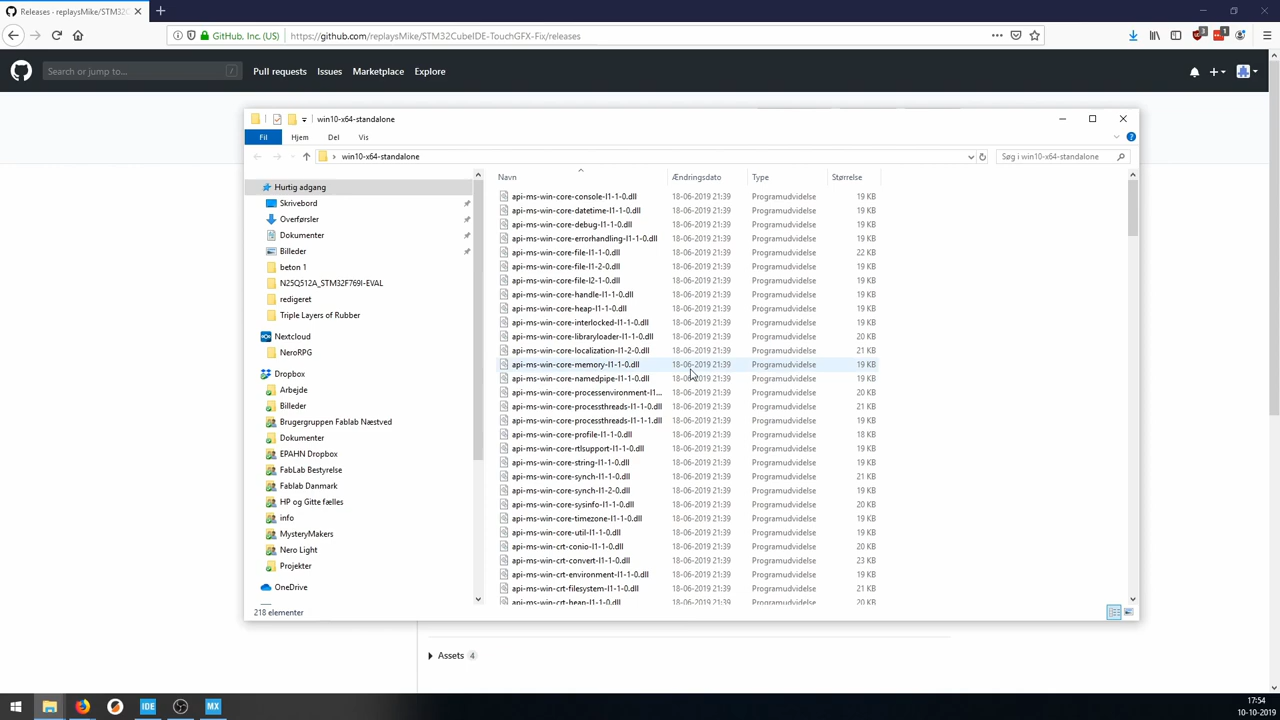 Releases · replaysMike/STM32C
GitHub, Inc. (US)
https://github.com/replaysMike/STM32CubeIDE-TouchGFX-Fix/releases
Search or jump to...
/
Pull requests
Issues
Marketplace
Explore
win10-x64-standalone
Fil
Hjem
Del
Vis
win10-x64-standalone
Søg i win10-x64-standalone
Hurtig adgang
Skrivebord
Overførsler
Dokumenter
Billeder
beton 1
N25Q512A_STM32F769I-EVAL
redigeret
Triple Layers of Rubber
Nextcloud
NeroRPG
Dropbox
Arbejde
Billeder
Brugergruppen Fablab Næstved
Dokumenter
EPAHN Dropbox
FabLab Bestyrelse
Fablab Danmark
HP og Gitte fælles
info
MysteryMakers
Nero Light
Projekter
OneDrive
Navn Ændringsdato Type Størrelse
api-ms-win-core-console-l1-1-0.dll 18-06-2019 21:39 Programudvidelse 19 KB
api-ms-win-core-datetime-l1-1-0.dll 18-06-2019 21:39 Programudvidelse 19 KB
api-ms-win-core-debug-l1-1-0.dll 18-06-2019 21:39 Programudvidelse 19 KB
api-ms-win-core-errorhandling-l1-1-0.dll 18-06-2019 21:39 Programudvidelse 19 KB
api-ms-win-core-file-l1-1-0.dll 18-06-2019 21:39 Programudvidelse 22 KB
api-ms-win-core-file-l1-2-0.dll 18-06-2019 21:39 Programudvidelse 19 KB
api-ms-win-core-file-l2-1-0.dll 18-06-2019 21:39 Programudvidelse 19 KB
api-ms-win-core-handle-l1-1-0.dll 18-06-2019 21:39 Programudvidelse 19 KB
api-ms-win-core-heap-l1-1-0.dll 18-06-2019 21:39 Programudvidelse 19 KB
api-ms-win-core-interlocked-l1-1-0.dll 18-06-2019 21:39 Programudvidelse 19 KB
api-ms-win-core-libraryloader-l1-1-0.dll 18-06-2019 21:39 Programudvidelse 20 KB
api-ms-win-core-localization-l1-2-0.dll 18-06-2019 21:39 Programudvidelse 21 KB
api-ms-win-core-memory-l1-1-0.dll 18-06-2019 21:39 Programudvidelse 19 KB
api-ms-win-core-namedpipe-l1-1-0.dll 18-06-2019 21:39 Programudvidelse 19 KB
api-ms-win-core-processenvironment-l1... 18-06-2019 21:39 Programudvidelse 20 KB
api-ms-win-core-processthreads-l1-1-0.dll 18-06-2019 21:39 Programudvidelse 21 KB
api-ms-win-core-processthreads-l1-1-1.dll 18-06-2019 21:39 Programudvidelse 19 KB
api-ms-win-core-profile-l1-1-0.dll 18-06-2019 21:39 Programudvidelse 18 KB
api-ms-win-core-rtlsupport-l1-1-0.dll 18-06-2019 21:39 Programudvidelse 19 KB
api-ms-win-core-string-l1-1-0.dll 18-06-2019 21:39 Programudvidelse 19 KB
api-ms-win-core-synch-l1-1-0.dll 18-06-2019 21:39 Programudvidelse 21 KB
api-ms-win-core-synch-l1-2-0.dll 18-06-2019 21:39 Programudvidelse 19 KB
api-ms-win-core-sysinfo-l1-1-0.dll 18-06-2019 21:39 Programudvidelse 20 KB
api-ms-win-core-timezone-l1-1-0.dll 18-06-2019 21:39 Programudvidelse 19 KB
api-ms-win-core-util-l1-1-0.dll 18-06-2019 21:39 Programudvidelse 19 KB
api-ms-win-crt-conio-l1-1-0.dll 18-06-2019 21:39 Programudvidelse 20 KB
api-ms-win-crt-convert-l1-1-0.dll 18-06-2019 21:39 Programudvidelse 23 KB
api-ms-win-crt-environment-l1-1-0.dll 18-06-2019 21:39 Programudvidelse 19 KB
api-ms-win-crt-filesystem-l1-1-0.dll 18-06-2019 21:39 Programudvidelse 21 KB
api-ms-win-crt-heap-l1-1-0.dll 18-06-2019 21:39 Programudvidelse 20 KB
218 elementer
Assets 4
IDE
MX
17:54
10-10-2019